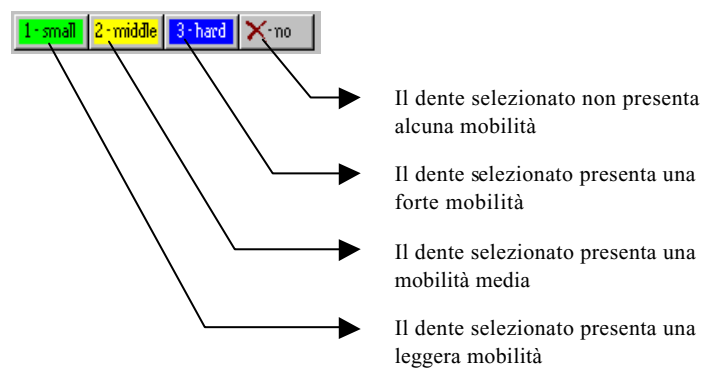 1 - small 2 - middle 3 - hard - no
Il dente selezionato non presenta
alcuna mobilità
Il dente selezionato presenta una
forte mobilità
Il dente selezionato presenta una
mobilità media
Il dente selezionato presenta una
leggera mobilità